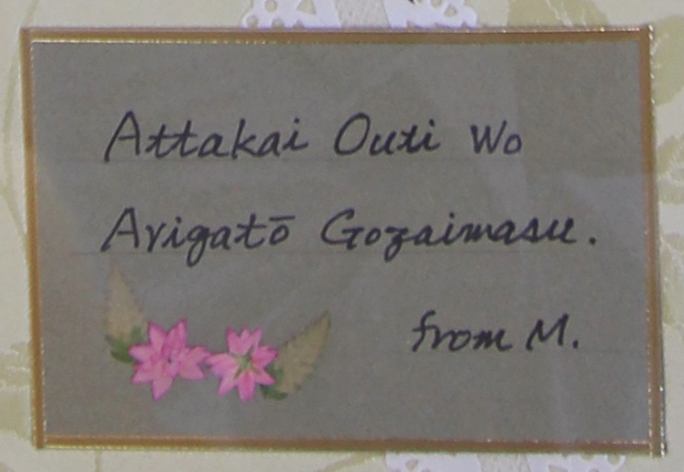 Attakai Outi Wo
Arigatō Gozaimasu.
from M.